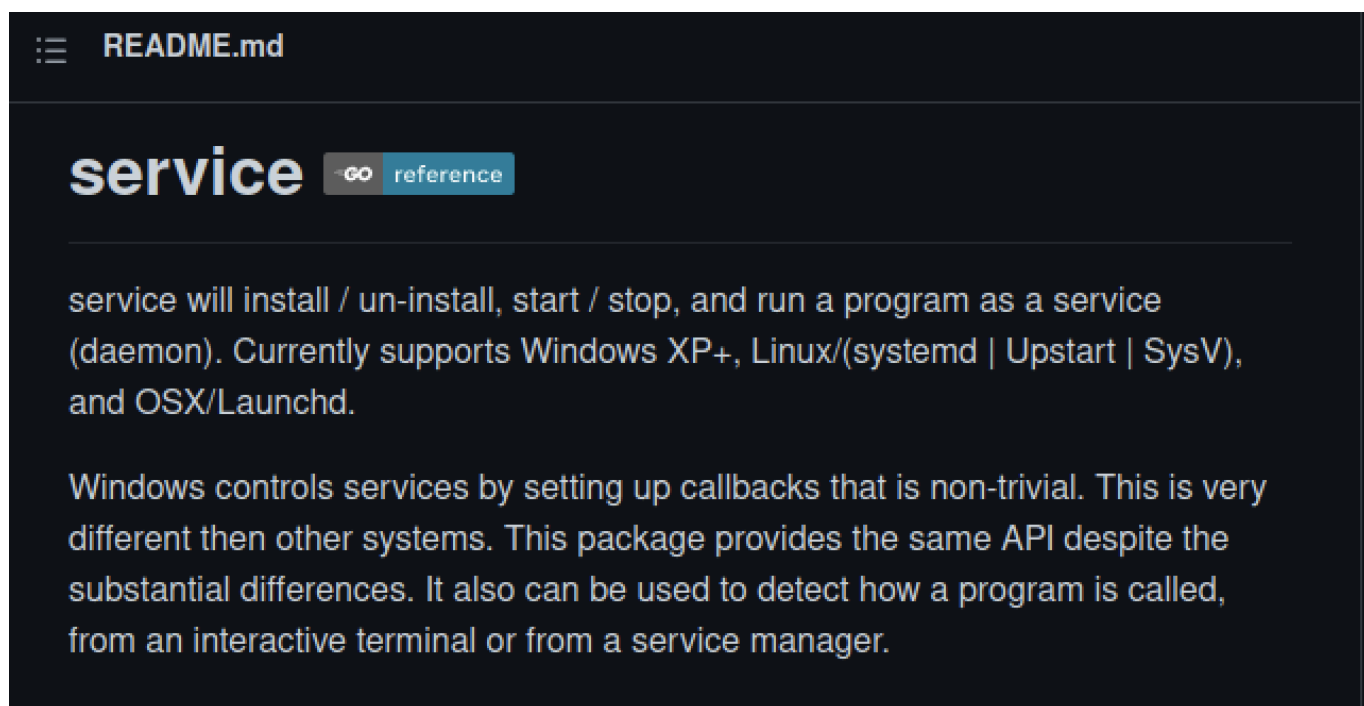 README.md
service
GO reference
service will install / un-install, start / stop, and run a program as a service
(daemon). Currently supports Windows XP+, Linux/(systemd | Upstart | SysV),
and OSX/Launchd.
Windows controls services by setting up callbacks that is non-trivial. This is very
different then other systems. This package provides the same API despite the
substantial differences. It also can be used to detect how a program is called,
from an interactive terminal or from a service manager.